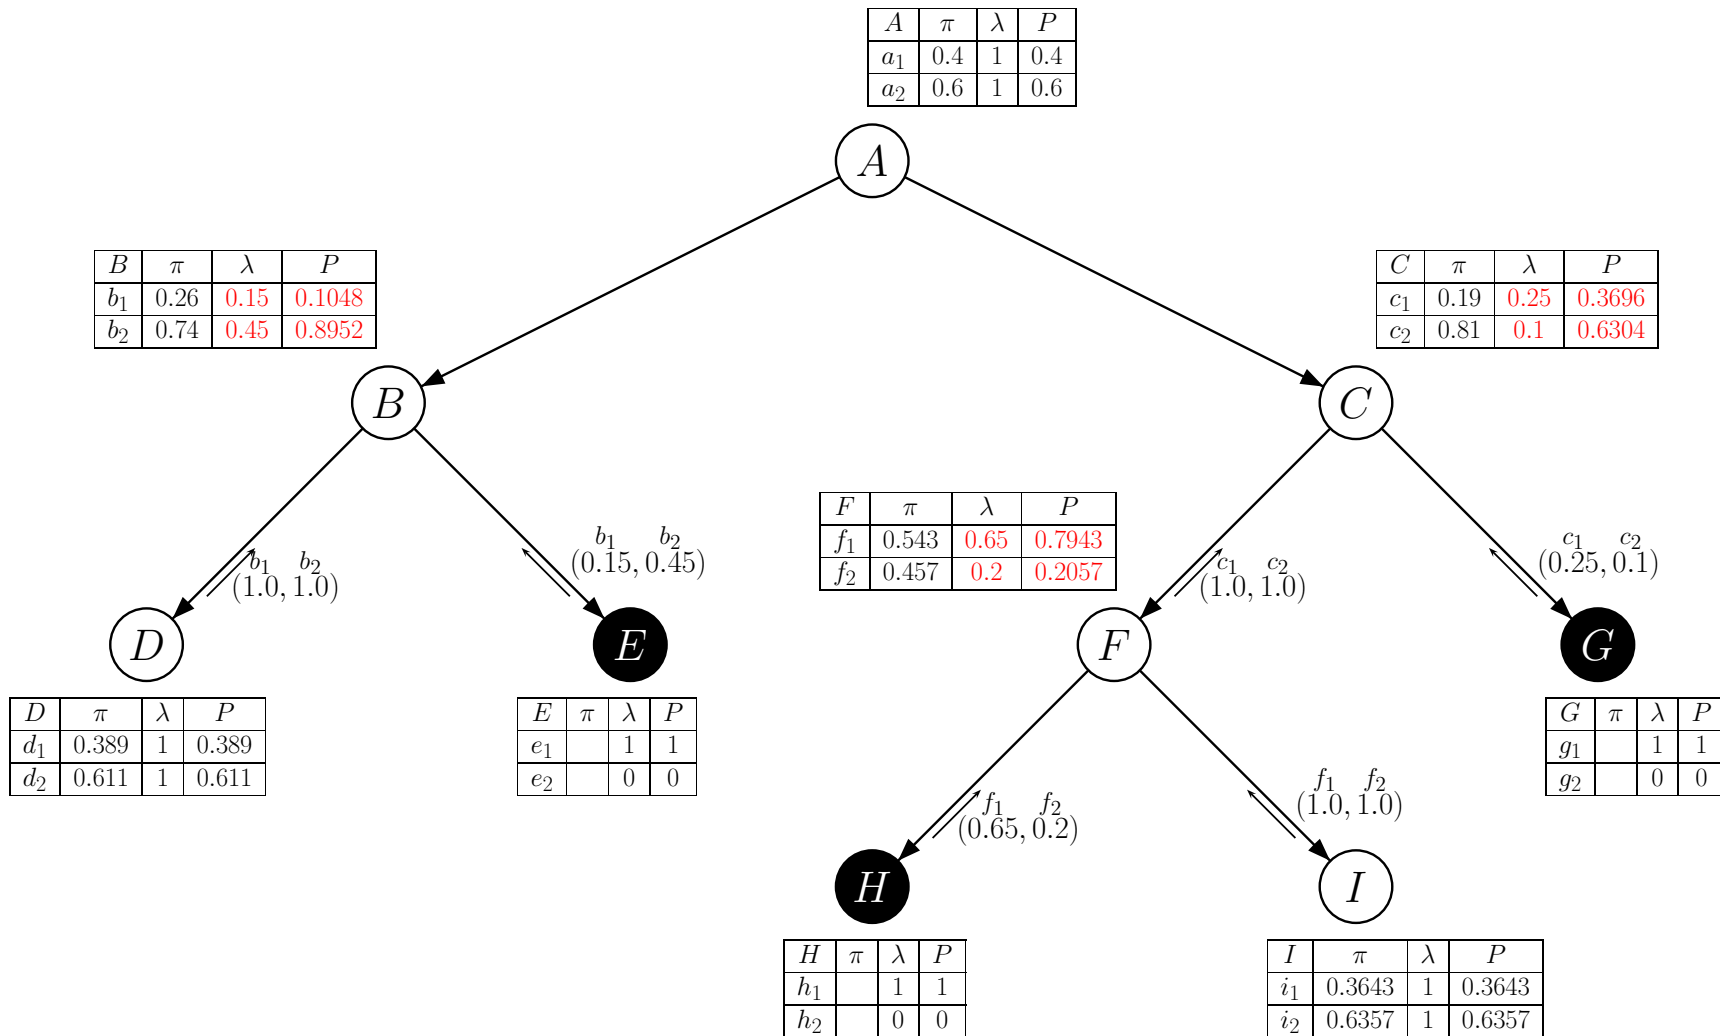 A π λ P
a₁ 0.4 1 0.4
a₂ 0.6 1 0.6
A
B π λ P
b₁ 0.26 0.15 0.1048
b₂ 0.74 0.45 0.8952
C π λ P
c₁ 0.19 0.25 0.3696
c₂ 0.81 0.1 0.6304
B
C
F π λ P
f₁ 0.543 0.65 0.7943
f₂ 0.457 0.2 0.2057
b₁ b₂
(1.0, 1.0)
b₁ b₂
(0.15, 0.45)
c₁ c₂
(1.0, 1.0)
c₁ c₂
(0.25, 0.1)
D
E
F
G
D π λ P
d₁ 0.389 1 0.389
d₂ 0.611 1 0.611
E π λ P
e₁ 1 1
e₂ 0 0
G π λ P
g₁ 1 1
g₂ 0 0
f₁ f₂
(0.65, 0.2)
f₁ f₂
(1.0, 1.0)
H
I
H π λ P
h₁ 1 1
h₂ 0 0
I π λ P
i₁ 0.3643 1 0.3643
i₂ 0.6357 1 0.6357